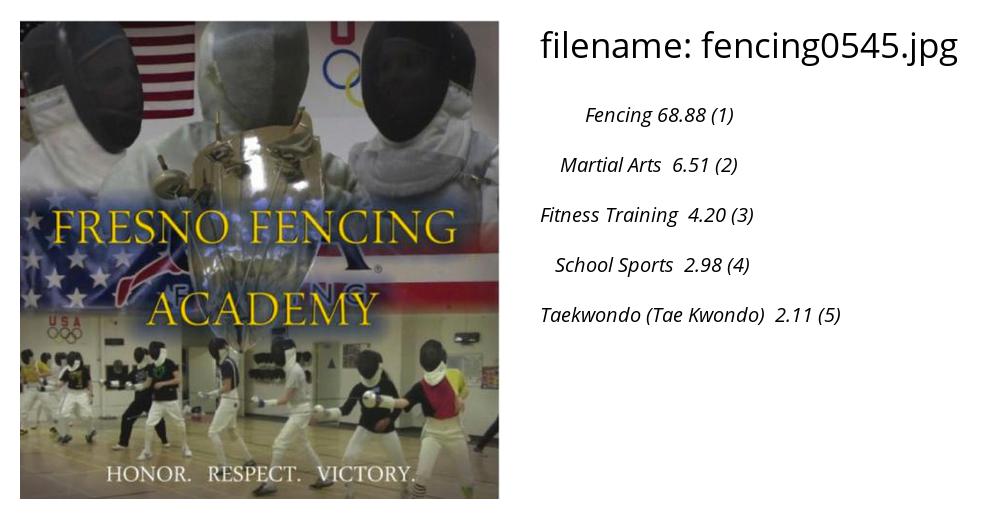 filename: fencing0545.jpg
Fencing 68.88 (1)
Martial Arts 6.51 (2)
Fitness Training 4.20 (3)
School Sports 2.98 (4)
Taekwondo (Tae Kwondo) 2.11 (5)
U
FRESNO FENCING
A ®
ACADEMY
USA
HONOR. RESPECT. VICTORY.